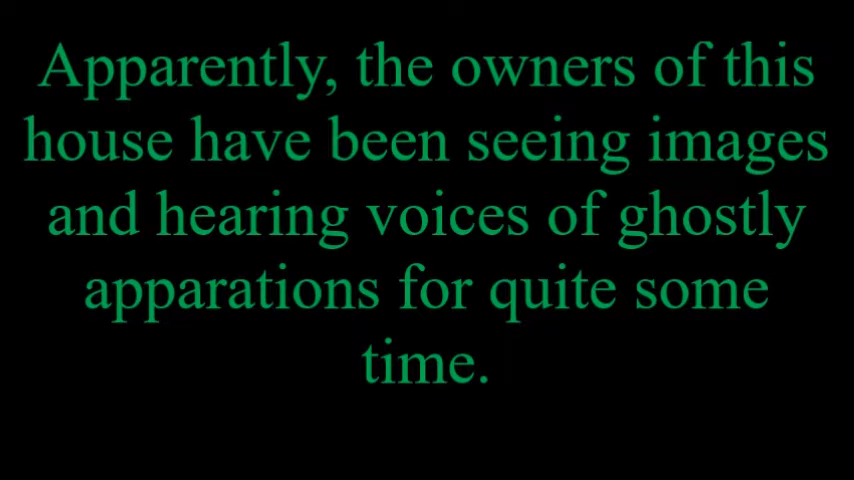 Apparently, the owners of this
house have been seeing images
and hearing voices of ghostly
apparations for quite some
time.